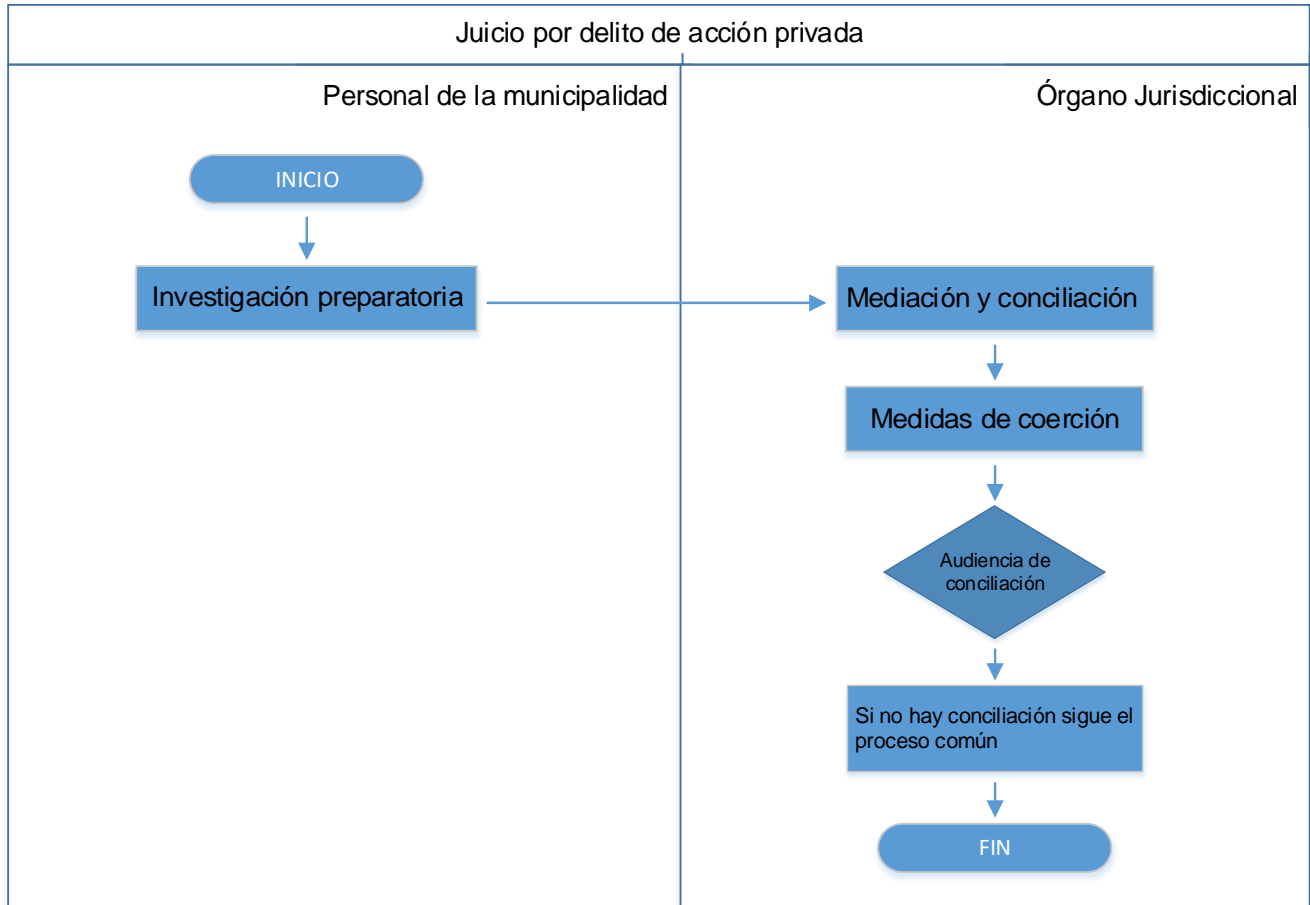 Juicio por delito de acción privada
Personal de la municipalidad
Órgano Jurisdiccional
INICIO
Investigación preparatoria
Mediación y conciliación
Medidas de coerción
Audiencia de
conciliación
Si no hay conciliación sigue el
proceso común
FIN